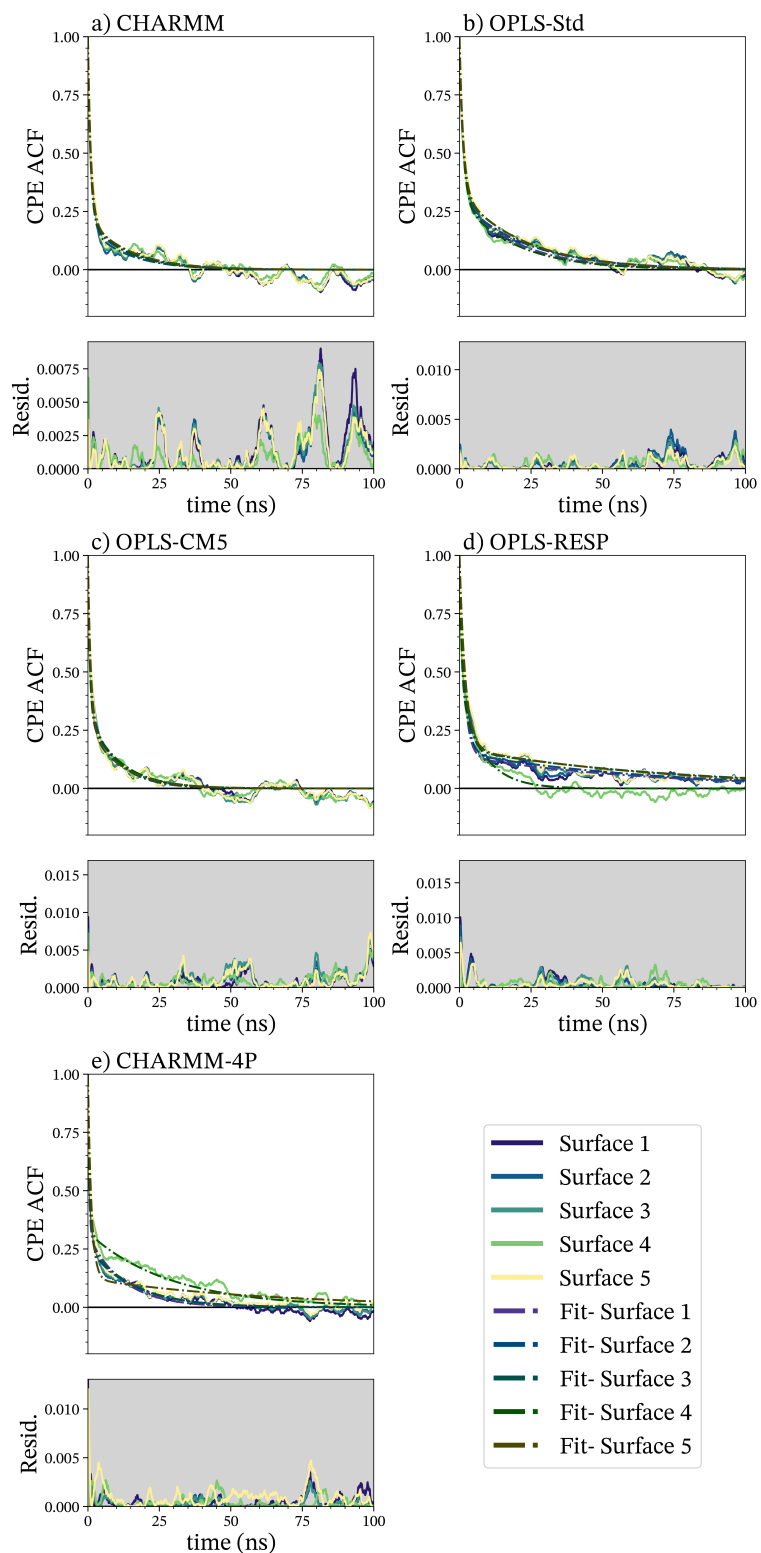 a) CHARMM
b) OPLS-Std
1.00
0.75
0.50
0.25
0.00
CPE ACF
1.00
0.75
0.50
0.25
0.00
CPE ACF
0.0075
0.0050
0.0025
0.0000
Resid.
0 25 50 75 100
time (ns)
0.010
0.005
0.000
Resid.
0 25 50 75 100
time (ns)
c) OPLS-CM5
d) OPLS-RESP
1.00
0.75
0.50
0.25
0.00
CPE ACF
1.00
0.75
0.50
0.25
0.00
CPE ACF
0.015
0.010
0.005
0.000
Resid.
0 25 50 75 100
time (ns)
0.015
0.010
0.005
0.000
Resid.
0 25 50 75 100
time (ns)
e) CHARMM-4P
1.00
0.75
0.50
0.25
0.00
CPE ACF
0.010
0.005
0.000
Resid.
0 25 50 75 100
time (ns)
Surface 1
Surface 2
Surface 3
Surface 4
Surface 5
Fit- Surface 1
Fit- Surface 2
Fit- Surface 3
Fit- Surface 4
Fit- Surface 5